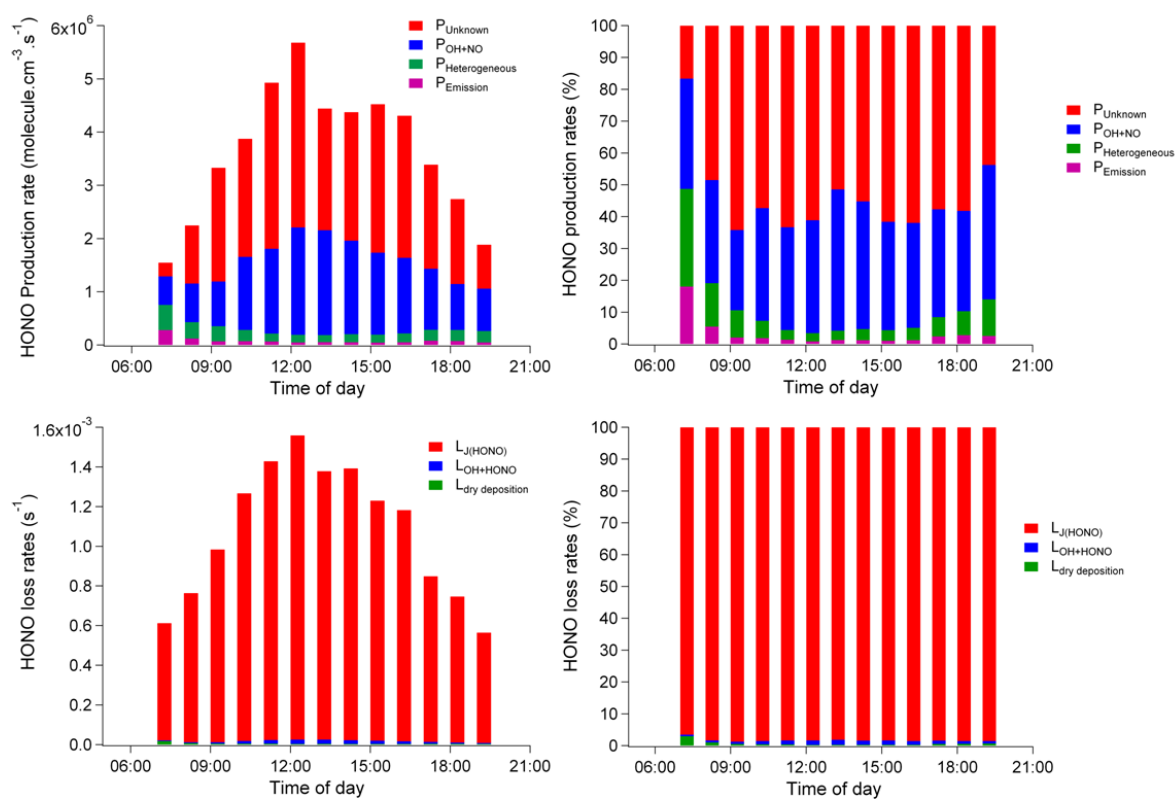 6x10⁶
5
4
3
2
1
0
HONO Production rate (molecule.cm⁻³.s⁻¹)
P_Unknown
P_OH+NO
P_Heterogeneous
P_Emission
06:00 09:00 12:00 15:00 18:00 21:00
Time of day
100
90
80
70
60
50
40
30
20
10
0
HONO production rates (%)
P_Unknown
P_OH+NO
P_Heterogeneous
P_Emission
06:00 09:00 12:00 15:00 18:00 21:00
Time of day
1.6x10⁻³
1.4
1.2
1.0
0.8
0.6
0.4
0.2
0.0
HONO loss rates (s⁻¹)
L_J(HONO)
L_OH+HONO
L_dry deposition
06:00 09:00 12:00 15:00 18:00 21:00
Time of day
100
90
80
70
60
50
40
30
20
10
0
HONO loss rates (%)
L_J(HONO)
L_OH+HONO
L_dry deposition
06:00 09:00 12:00 15:00 18:00 21:00
Time of day